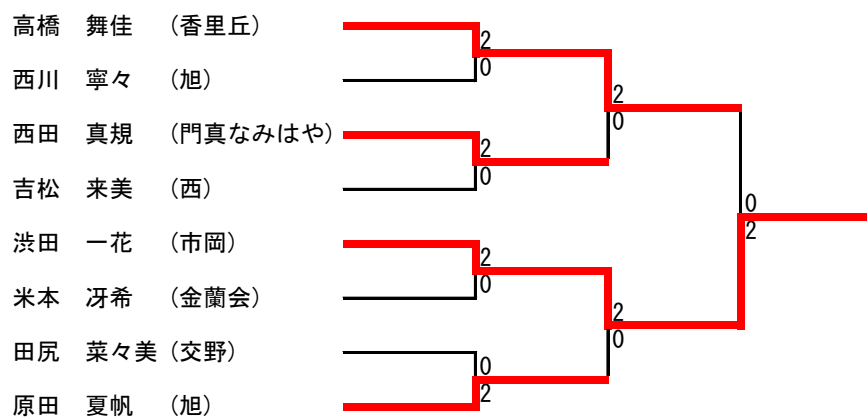 高橋　舞佳　（香里丘）
2
0
西川　寧々　（旭）
2
0
西田　真規　（門真なみはや）
2
0
吉松　来美　（西）
0
2
渋田　一花　（市岡）
2
0
米本　冴希　（金蘭会）
2
0
田尻　菜々美（交野）
0
2
原田　夏帆　（旭）